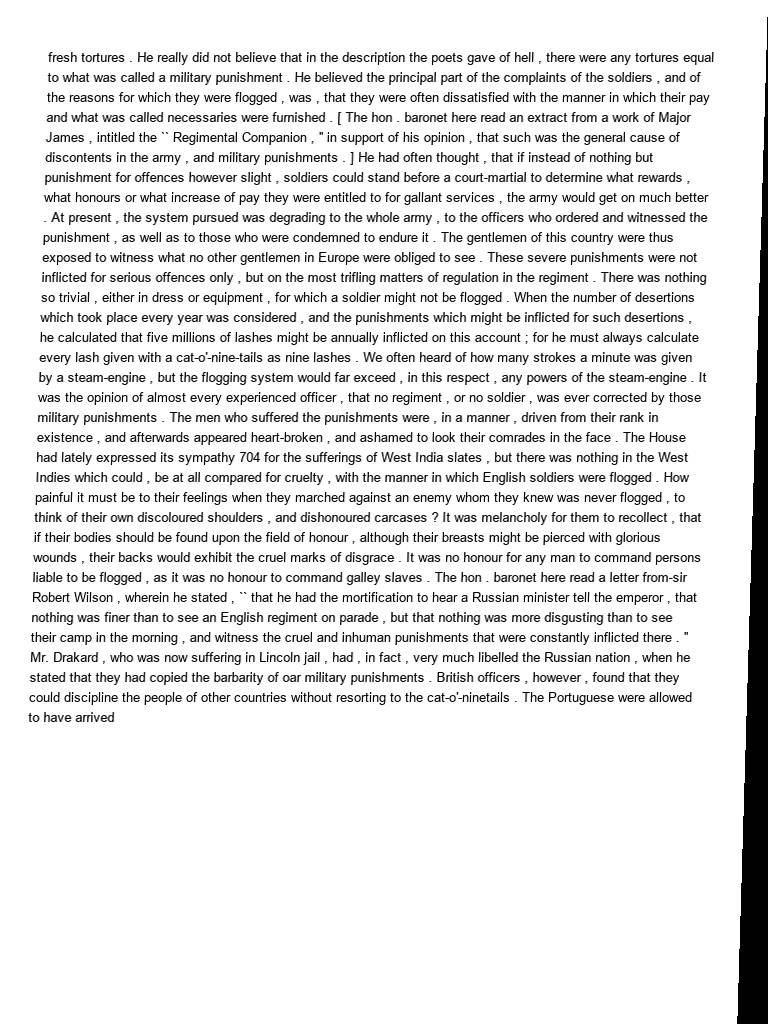 fresh tortures . He really did not believe that in the description the poets gave of hell , there were any tortures equal
to what was called a military punishment . He believed the principal part of the complaints of the soldiers , and of
the reasons for which they were flogged , was , that they were often dissatisfied with the manner in which their pay
and what was called necessaries were furnished . [ The hon . baronet here read an extract from a work of Major
James , intitled the `` Regimental Companion , '' in support of his opinion , that such was the general cause of
discontents in the army , and military punishments . ] He had often thought , that if instead of nothing but
punishment for offences however slight , soldiers could stand before a court-martial to determine what rewards ,
what honours or what increase of pay they were entitled to for gallant services , the army would get on much better
. At present , the system pursued was degrading to the whole army , to the officers who ordered and witnessed the
punishment , as well as to those who were condemned to endure it . The gentlemen of this country were thus
exposed to witness what no other gentlemen in Europe were obliged to see . These severe punishments were not
inflicted for serious offences only , but on the most trifling matters of regulation in the regiment . There was nothing
so trivial , either in dress or equipment , for which a soldier might not be flogged . When the number of desertions
which took place every year was considered , and the punishments which might be inflicted for such desertions ,
he calculated that five millions of lashes might be annually inflicted on this account ; for he must always calculate
every lash given with a cat-o'-nine-tails as nine lashes . We often heard of how many strokes a minute was given
by a steam-engine , but the flogging system would far exceed , in this respect , any powers of the steam-engine . It
was the opinion of almost every experienced officer , that no regiment , or no soldier , was ever corrected by those
military punishments . The men who suffered the punishments were , in a manner , driven from their rank in
existence , and afterwards appeared heart-broken , and ashamed to look their comrades in the face . The House
had lately expressed its sympathy 704 for the sufferings of West India slates , but there was nothing in the West
Indies which could , be at all compared for cruelty , with the manner in which English soldiers were flogged . How
painful it must be to their feelings when they marched against an enemy whom they knew was never flogged , to
think of their own discoloured shoulders , and dishonoured carcases ? It was melancholy for them to recollect , that
if their bodies should be found upon the field of honour , although their breasts might be pierced with glorious
wounds , their backs would exhibit the cruel marks of disgrace . It was no honour for any man to command persons
liable to be flogged , as it was no honour to command galley slaves . The hon . baronet here read a letter from-sir
Robert Wilson , wherein he stated , `` that he had the mortification to hear a Russian minister tell the emperor , that
nothing was finer than to see an English regiment on parade , but that nothing was more disgusting than to see
their camp in the morning , and witness the cruel and inhuman punishments that were constantly inflicted there . ''
Mr. Drakard , who was now suffering in Lincoln jail , had , in fact , very much libelled the Russian nation , when he
stated that they had copied the barbarity of oar military punishments . British officers , however , found that they
could discipline the people of other countries without resorting to the cat-o'-ninetails . The Portuguese were allowed
to have arrived